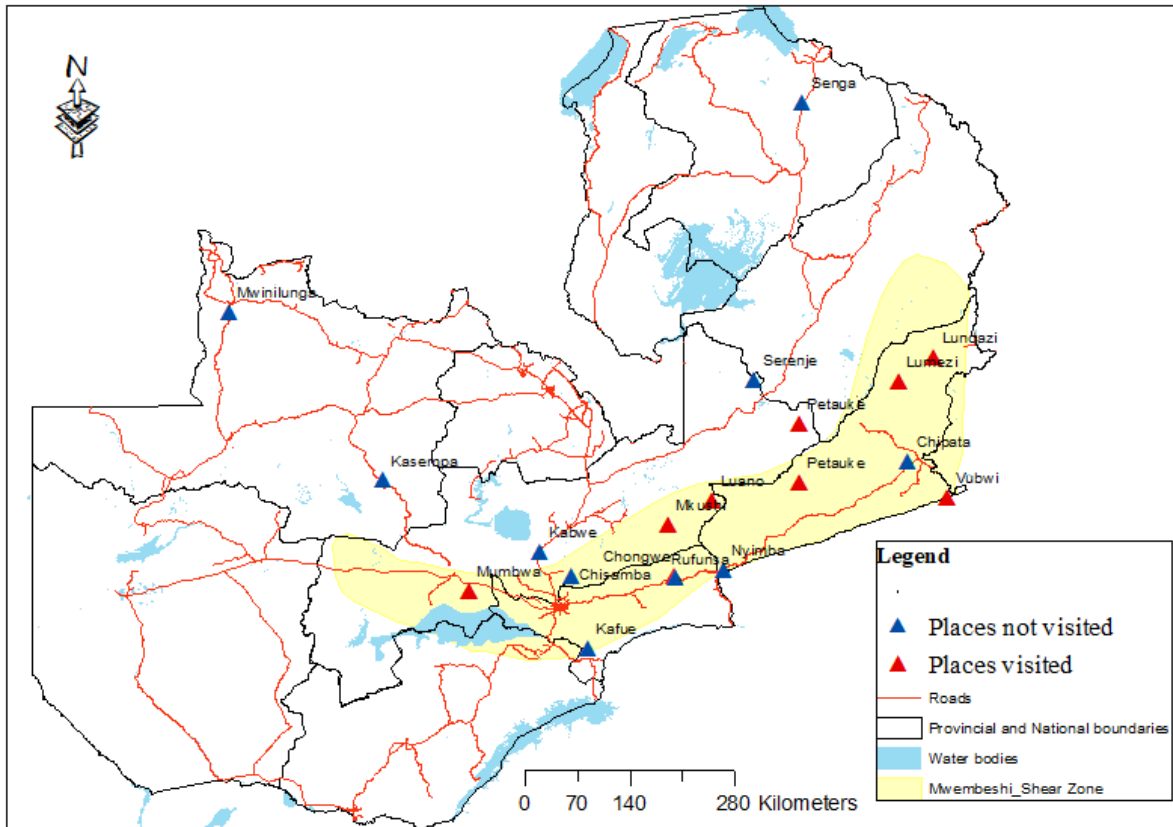 N
Senga
Mwinilunga
Lungazi
Lumezi
Serenje
Petauke
Chipata
Kasempa
Petauke
Luano
Vubwi
Mkushi
Kabwe
Chongwe
Rufunsa
Nyimba
Mumbwa
Chisamba
Kafue
Legend
Places not visited
Places visited
Roads
Provincial and National boundaries
Water bodies
Mwembeshi_Shear Zone
0 70 140 280 Kilometers